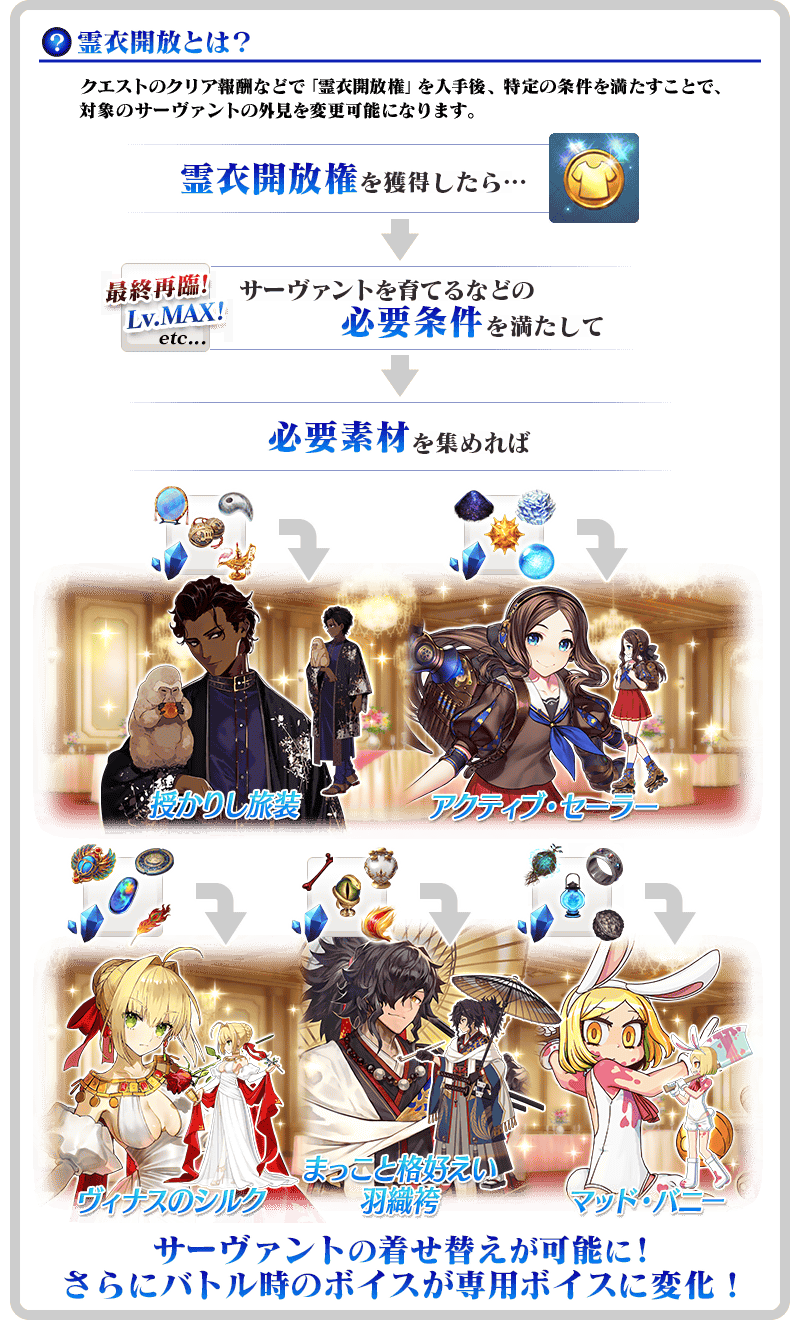 ?霊衣開放とは?
クエストのクリア報酬などで「霊衣開放権」を入手後、特定の条件を満たすことで、
対象のサーヴァントの外見を変更可能になります。
霊衣開放権を獲得したら…
最終再臨!
Lv.MAX!
etc...
サーヴァントを育てるなどの
必要条件を満たして
必要素材を集めれば
授かりし旅装
アクティブ・セーラー
ヴィナスのシルク
まっこと格好えい
羽織袴
マッド・バニー
サーヴァントの着せ替えが可能に!
さらにバトル時のボイスが専用ボイスに変化!